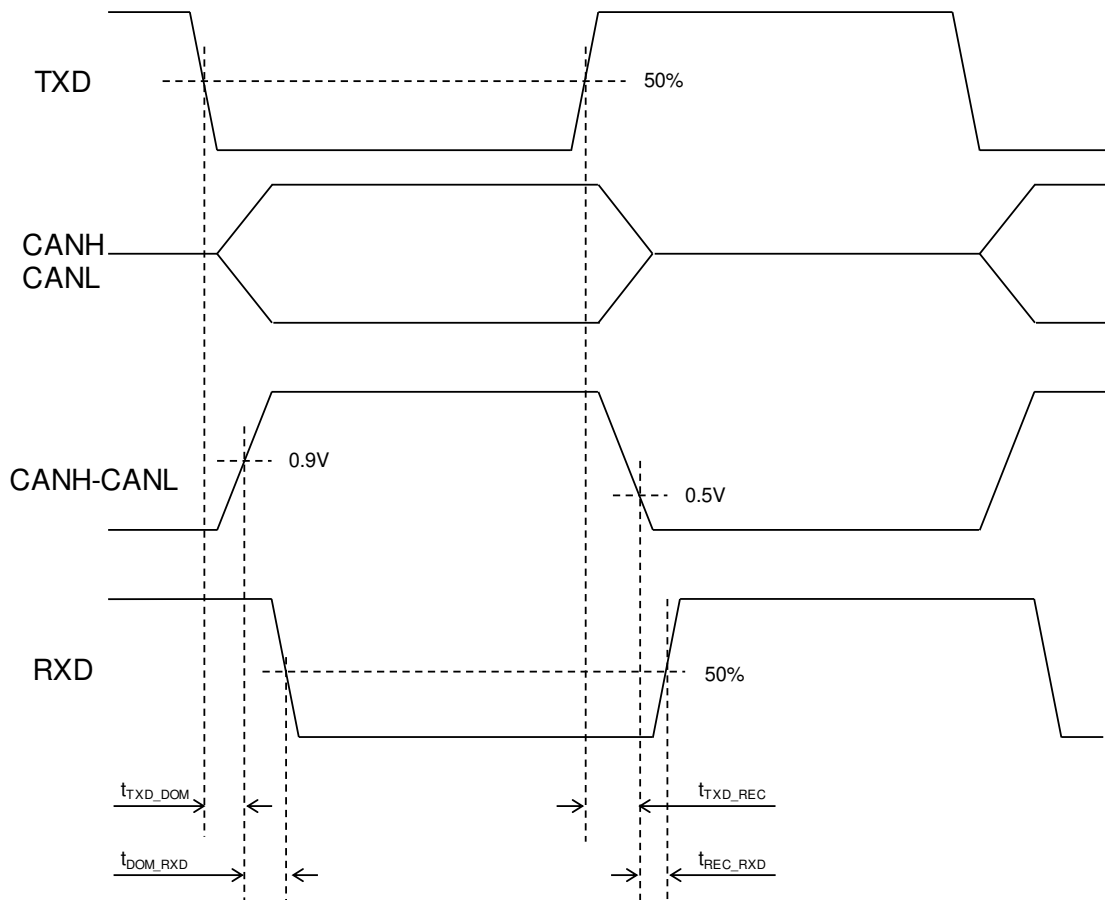 TXD
50%
CANH
CANL
0.9V
CANH-CANL
0.5V
RXD
50%
tTXD_DOM
tTXD_REC
tDOM_RXD
tREC_RXD